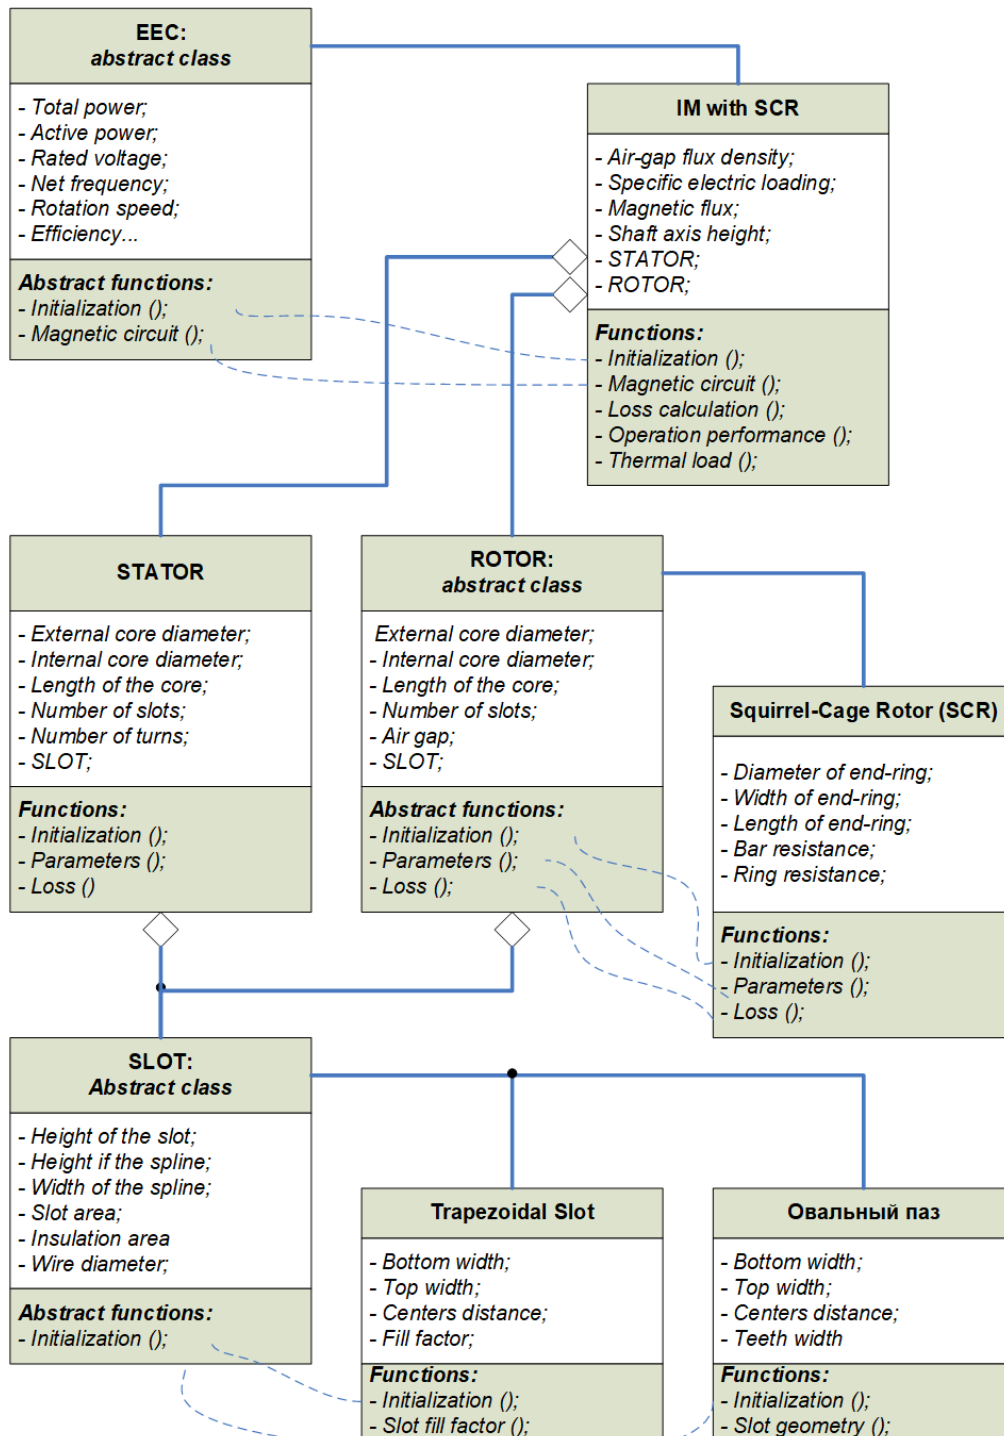 EEC:
abstract class
- Total power;
- Active power;
- Rated voltage;
- Net frequency;
- Rotation speed;
- Efficiency...
Abstract functions:
- Initialization ();
- Magnetic circuit ();
IM with SCR
- Air-gap flux density;
- Specific electric loading;
- Magnetic flux;
- Shaft axis height;
- STATOR;
- ROTOR;
Functions:
- Initialization ();
- Magnetic circuit ();
- Loss calculation ();
- Operation performance ();
- Thermal load ();
STATOR
- External core diameter;
- Internal core diameter;
- Length of the core;
- Number of slots;
- Number of turns;
- SLOT;
Functions:
- Initialization ();
- Parameters ();
- Loss ()
ROTOR:
abstract class
External core diameter;
- Internal core diameter;
- Length of the core;
- Number of slots;
- Air gap;
- SLOT;
Abstract functions:
- Initialization ();
- Parameters ();
- Loss ();
Squirrel-Cage Rotor (SCR)
- Diameter of end-ring;
- Width of end-ring;
- Length of end-ring;
- Bar resistance;
- Ring resistance;
Functions:
- Initialization ();
- Parameters ();
- Loss ();
SLOT:
Abstract class
- Height of the slot;
- Height if the spline;
- Width of the spline;
- Slot area;
- Insulation area
- Wire diameter;
Abstract functions:
- Initialization ();
Trapezoidal Slot
- Bottom width;
- Top width;
- Centers distance;
- Fill factor;
Functions:
- Initialization ();
- Slot fill factor ();
Овальный паз
- Bottom width;
- Top width;
- Centers distance;
- Teeth width
Functions:
- Initialization ();
- Slot geometry ();